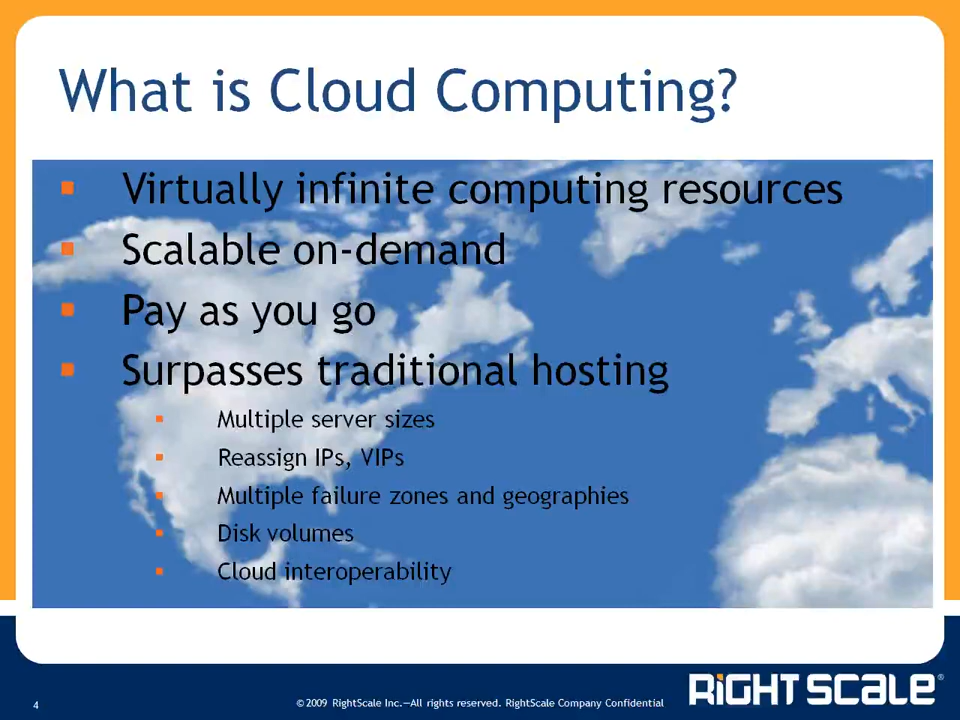 What is Cloud Computing?
Virtually infinite computing resources
Scalable on-demand
Pay as you go
Surpasses traditional hosting
Multiple server sizes
Reassign IPs, VIPs
Multiple failure zones and geographies
Disk volumes
Cloud interoperability
4
©2009 RightScale Inc.—All rights reserved. RightScale Company Confidential
RIGHTSCALE®